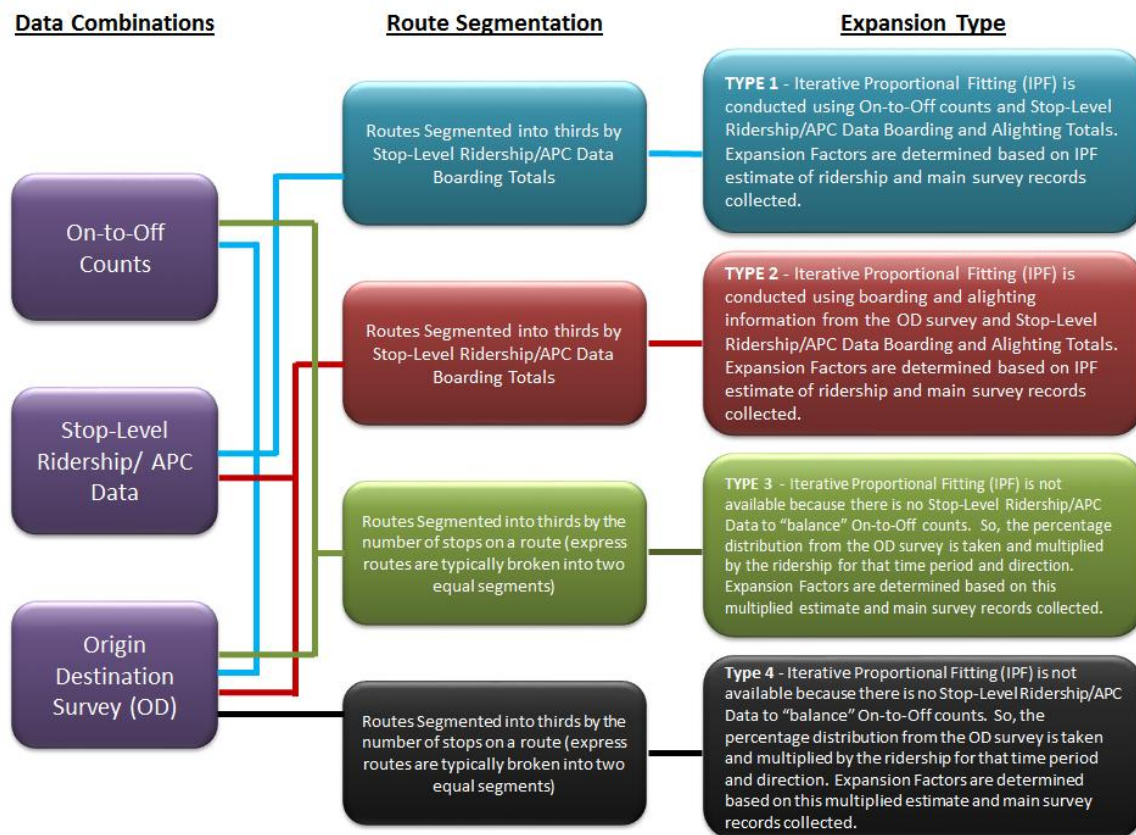 Data Combinations
Route Segmentation
Expansion Type
On-to-Off
Counts
Stop-Level
Ridership/ APC
Data
Origin
Destination
Survey (OD)
Routes Segmented into thirds by
Stop-Level Ridership/APC Data
Boarding Totals
Routes Segmented into thirds by
Stop-Level Ridership/APC Data
Boarding Totals
Routes Segmented into thirds by the
number of stops on a route (express
routes are typically broken into two
equal segments)
Routes Segmented into thirds by the
number of stops on a route (express
routes are typically broken into two
equal segments)
TYPE 1 - Iterative Proportional Fitting (IPF) is
conducted using On-to-Off counts and Stop-Level
Ridership/APC Data Boarding and Alighting Totals.
Expansion Factors are determined based on IPF
estimate of ridership and main survey records
collected.
TYPE 2 - Iterative Proportional Fitting (IPF) is
conducted using boarding and alighting
information from the OD survey and Stop-Level
Ridership/APC Data Boarding and Alighting Totals.
Expansion Factors are determined based on IPF
estimate of ridership and main survey records
collected.
TYPE 3 - Iterative Proportional Fitting (IPF) is not
available because there is no Stop-Level Ridership/APC
Data to “balance” On-to-Off counts. So, the percentage
distribution from the OD survey is taken and multiplied
by the ridership for that time period and direction.
Expansion Factors are determined based on this
multiplied estimate and main survey records collected.
Type 4 - Iterative Proportional Fitting (IPF) is not
available because there is no Stop-Level Ridership/APC
Data to “balance” On-to-Off counts. So, the
percentage distribution from the OD survey is taken
and multiplied by the ridership for that time period
and direction. Expansion Factors are determined
based on this multiplied estimate and main survey
records collected.